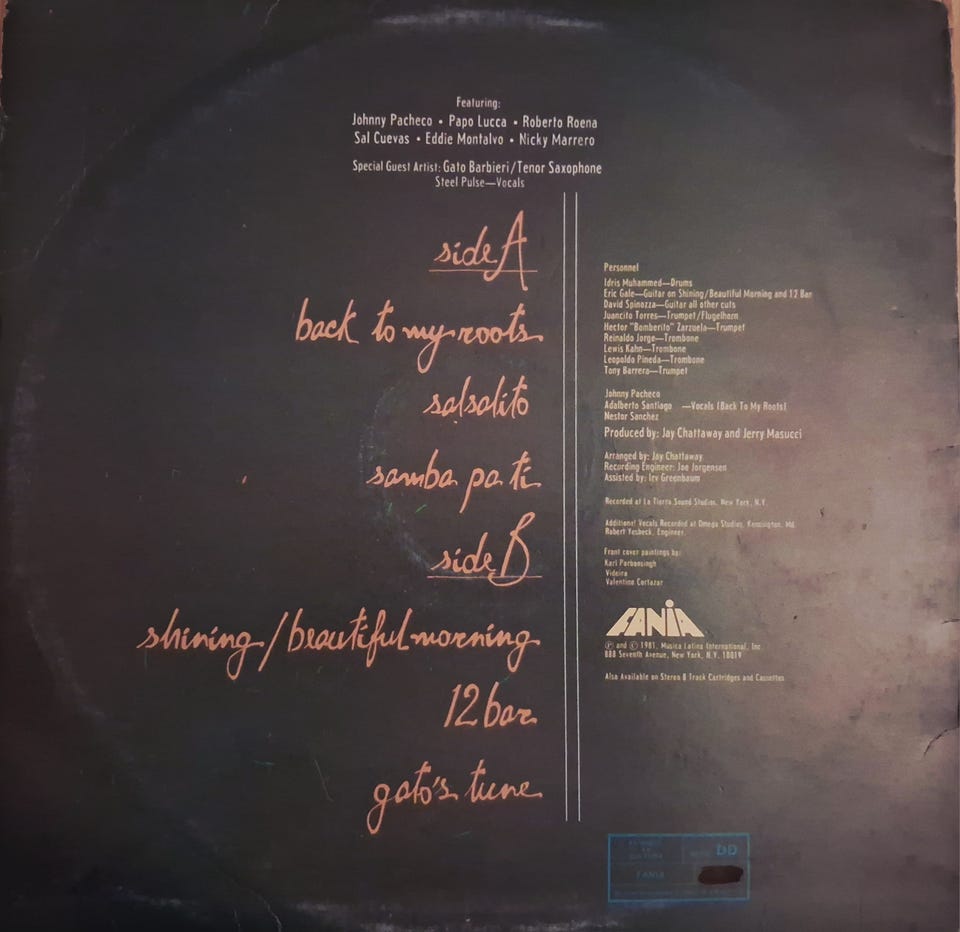 Featuring:
Johnny Pacheco • Papo Lucca • Roberto Roena
Sal Cuevas • Eddie Montalvo • Nicky Marrero
Special Guest Artist: Gato Barbieri/Tenor Saxophone
Steel Pulse—Vocals
side A
back to my roots
salsalito
samba pa ti
side B
shining/beautiful morning
12 bar
gato's tune
Personnel
Idris Muhammed—Drums
Eric Gale—Guitar on Shining/Beautiful Morning and 12 Bar
David Spinozza—Guitar all other cuts
Juancito Torres—Trumpet/Flugelhorn
Hector "Bomberito" Zarzuela—Trumpet
Reinaldo Jorge—Trombone
Lewis Kahn—Trombone
Leopoldo Pineda—Trombone
Tony Barrera—Trumpet
Johnny Pacheco
Adalberto Santiago —Vocals (Back To My Roots)
Nestor Sanchez
Produced by: Jay Chattaway and Jerry Masucci
Arranged by: Jay Chattaway
Recording Engineer: Joe Jorgensen
Assisted by: Irv Greenbaum
Recorded at La Tierra Sound Studios, New York, N.Y.
Additional Vocals Recorded at Omega Studios, Kensington, Md.
Robert Yesbeck, Engineer.
Front cover paintings by:
Karl Parboosingh
Videira
Valentino Cortazar
FANIA
℗ and © 1981, Musica Latina International, Inc
888 Seventh Avenue, New York, N.Y. 10019
Also Available on Stereo 8 Track Cartridges and Cassettes
DD
FANIA